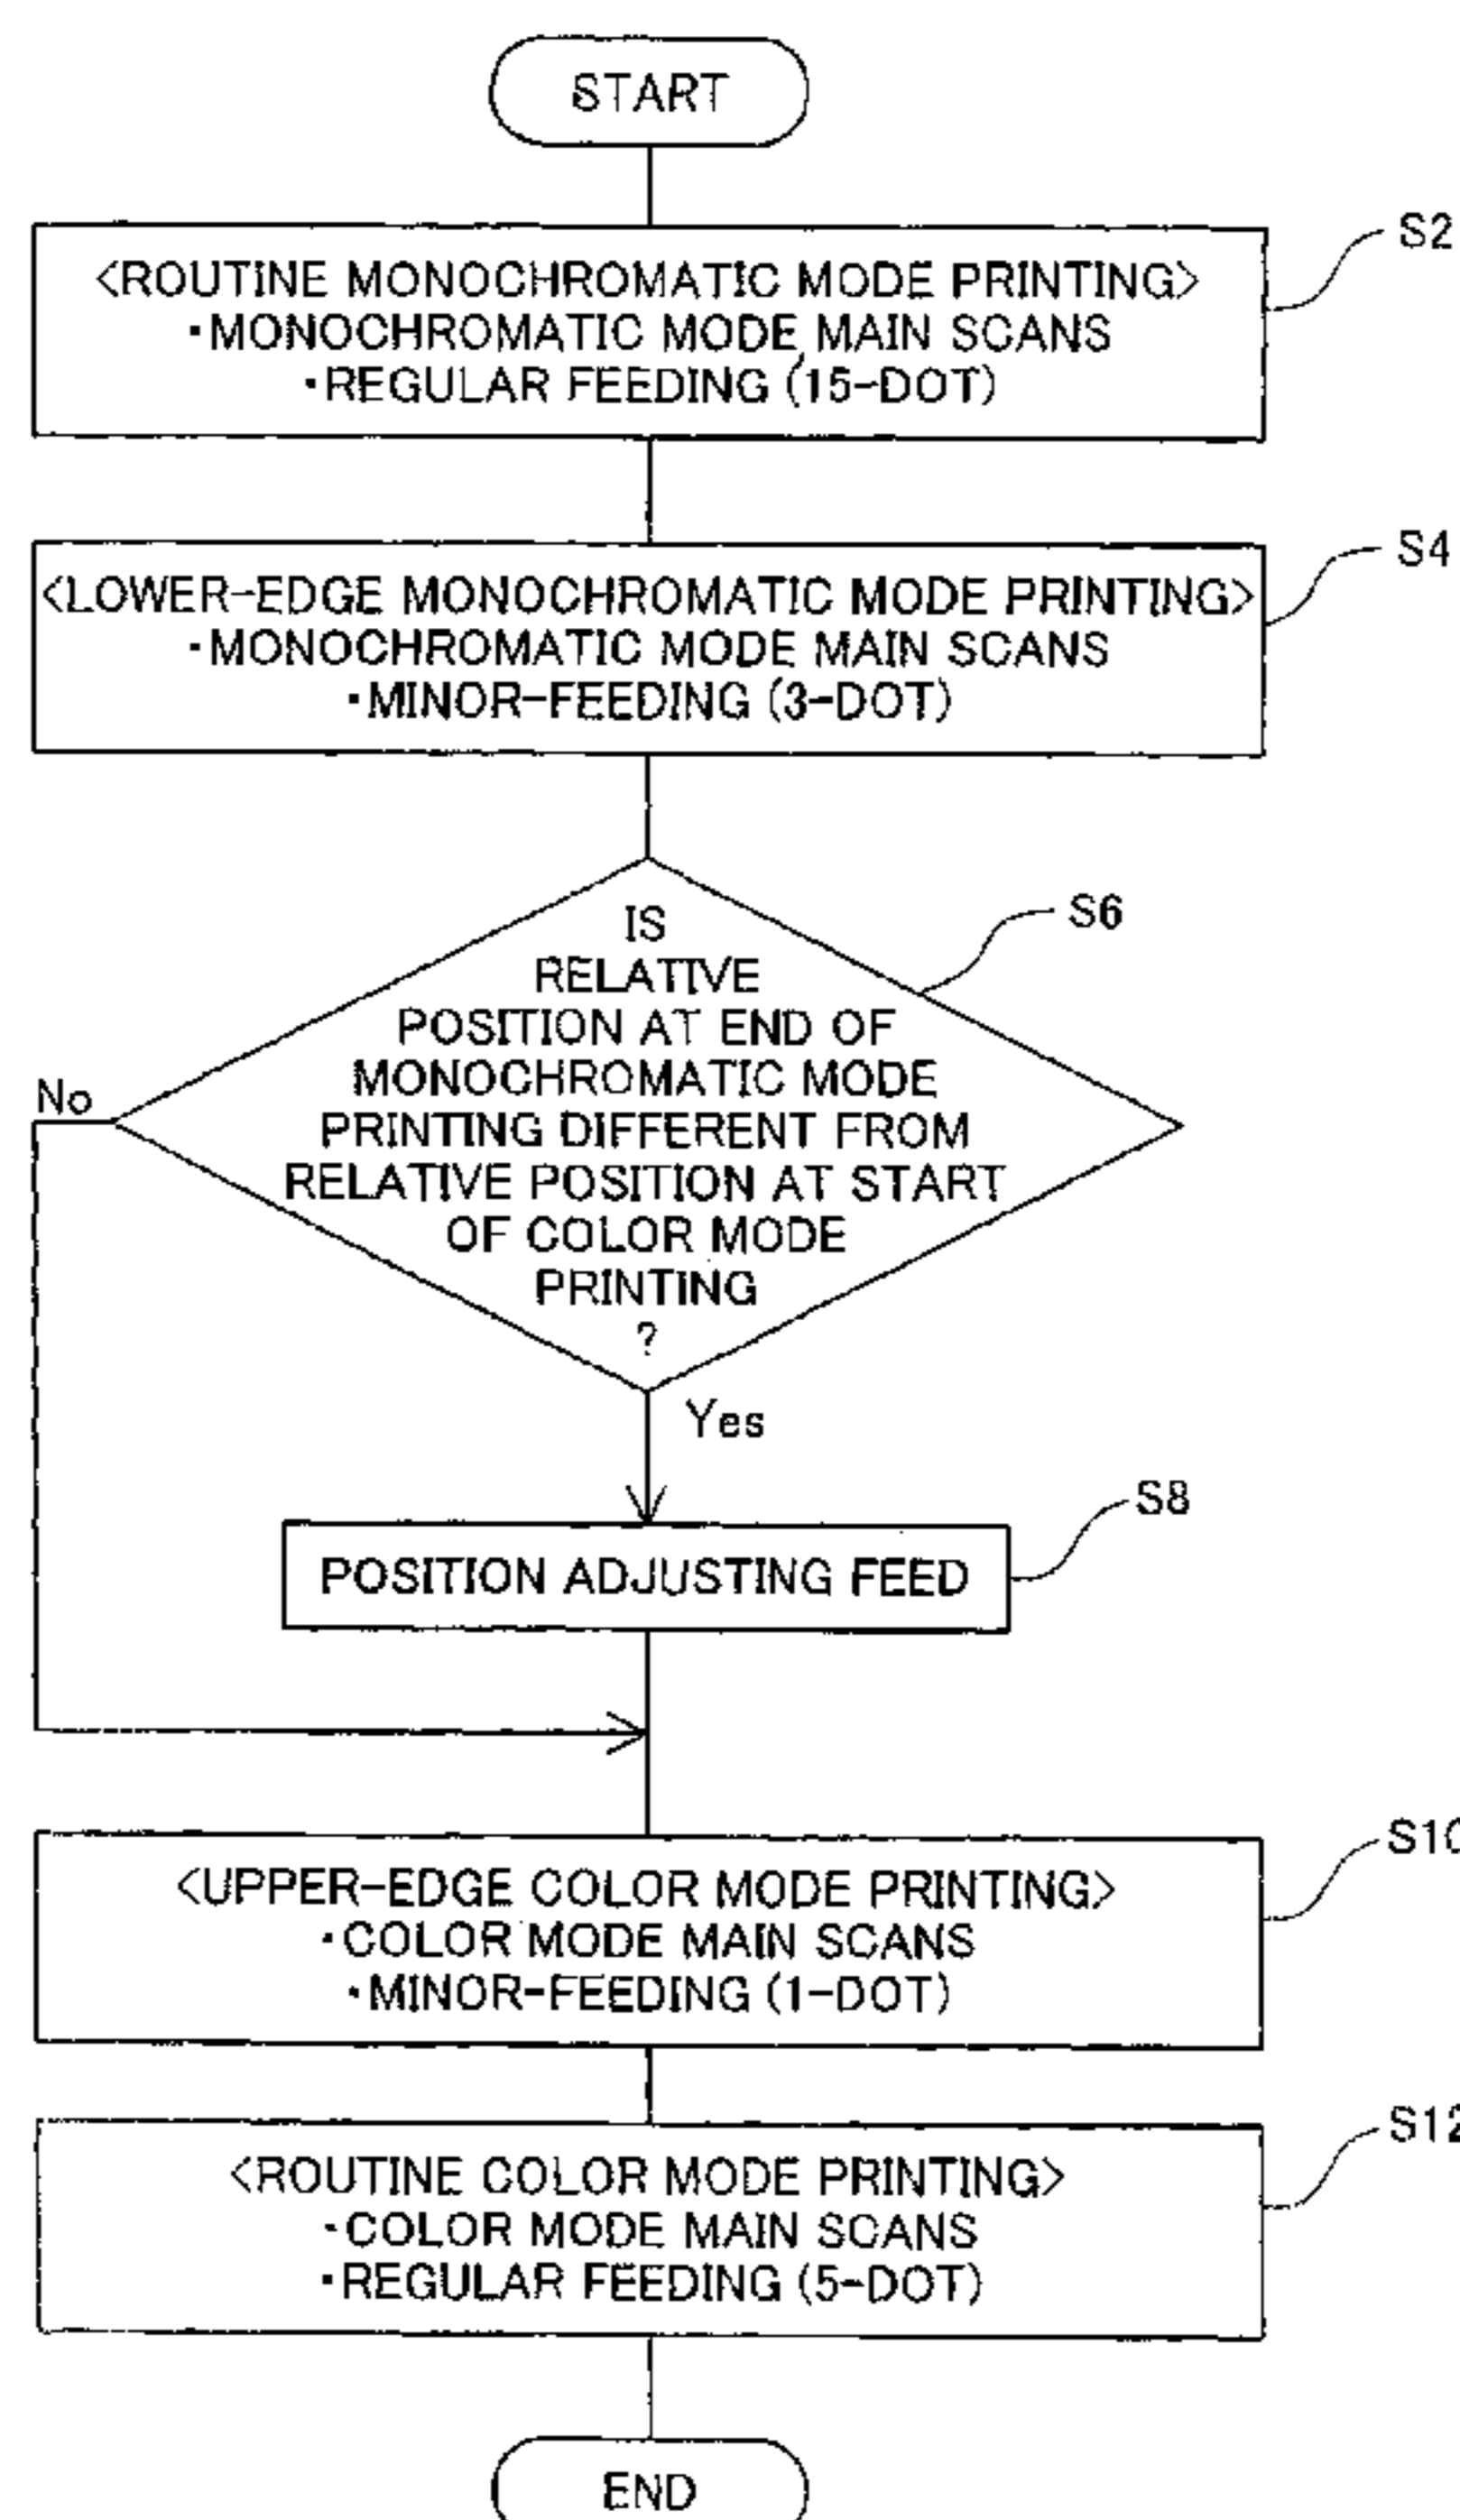 START
S2
<ROUTINE MONOCHROMATIC MODE PRINTING>
・MONOCHROMATIC MODE MAIN SCANS
・REGULAR FEEDING (15-DOT)
S4
<LOWER-EDGE MONOCHROMATIC MODE PRINTING>
・MONOCHROMATIC MODE MAIN SCANS
・MINOR-FEEDING (3-DOT)
S6
IS
RELATIVE
POSITION AT END OF
MONOCHROMATIC MODE
PRINTING DIFFERENT FROM
RELATIVE POSITION AT START
OF COLOR MODE
PRINTING
?
No
Yes
S8
POSITION ADJUSTING FEED
S10
<UPPER-EDGE COLOR MODE PRINTING>
・COLOR MODE MAIN SCANS
・MINOR-FEEDING (1-DOT)
S12
<ROUTINE COLOR MODE PRINTING>
・COLOR MODE MAIN SCANS
・REGULAR FEEDING (5-DOT)
END